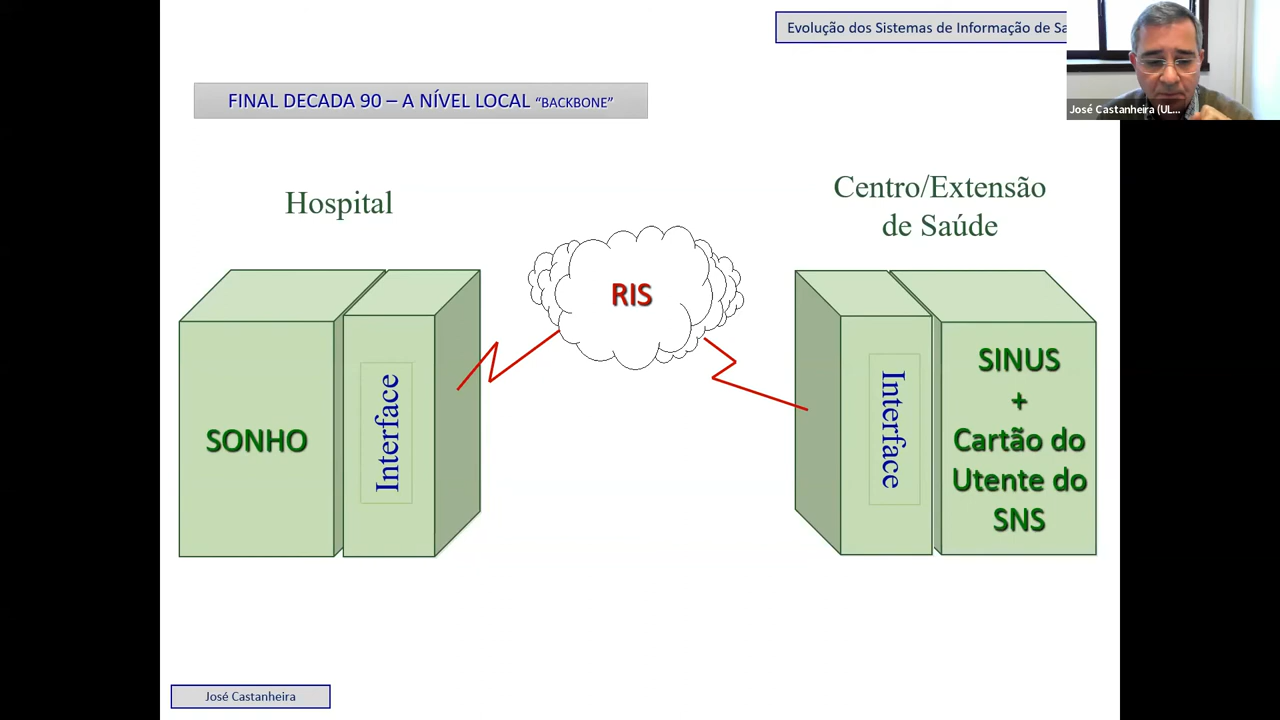 Evolução dos Sistemas de Informação de Sa
José Castanheira (UL...
FINAL DECADA 90 – A NÍVEL LOCAL “BACKBONE”
Hospital
Centro/Extensão
de Saúde
RIS
SONHO
Interface
Interface
SINUS
+
Cartão do
Utente do
SNS
José Castanheira